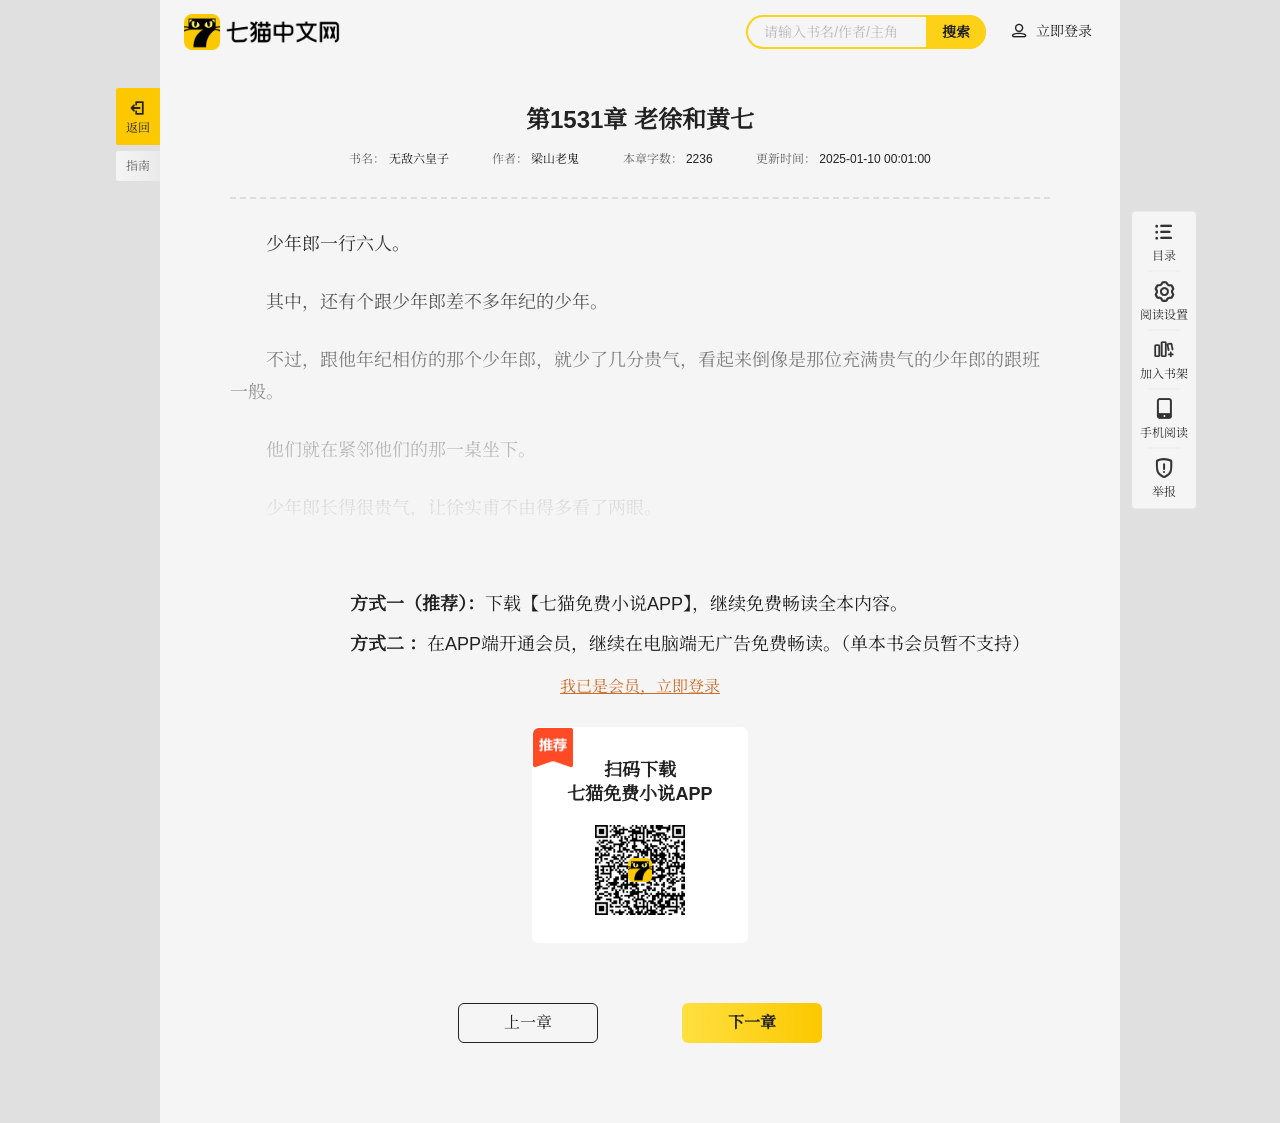 七猫中文网
请输入书名/作者/主角
搜索
立即登录
返回
指南
第1531章 老徐和黄七
书名： 无敌六皇子 作者： 梁山老鬼 本章字数： 2236 更新时间： 2025-01-10 00:01:00
少年郎一行六人。
其中，还有个跟少年郎差不多年纪的少年。
不过，跟他年纪相仿的那个少年郎，就少了几分贵气，看起来倒像是那位充满贵气的少年郎的跟班
一般。
他们就在紧邻他们的那一桌坐下。
少年郎长得很贵气，让徐实甫不由得多看了两眼。
目录
阅读设置
加入书架
手机阅读
举报
方式一（推荐）：下载【七猫免费小说APP】，继续免费畅读全本内容。
方式二 ：在APP端开通会员，继续在电脑端无广告免费畅读。（单本书会员暂不支持）
我已是会员，立即登录
推荐
扫码下载
七猫免费小说APP
上一章
下一章